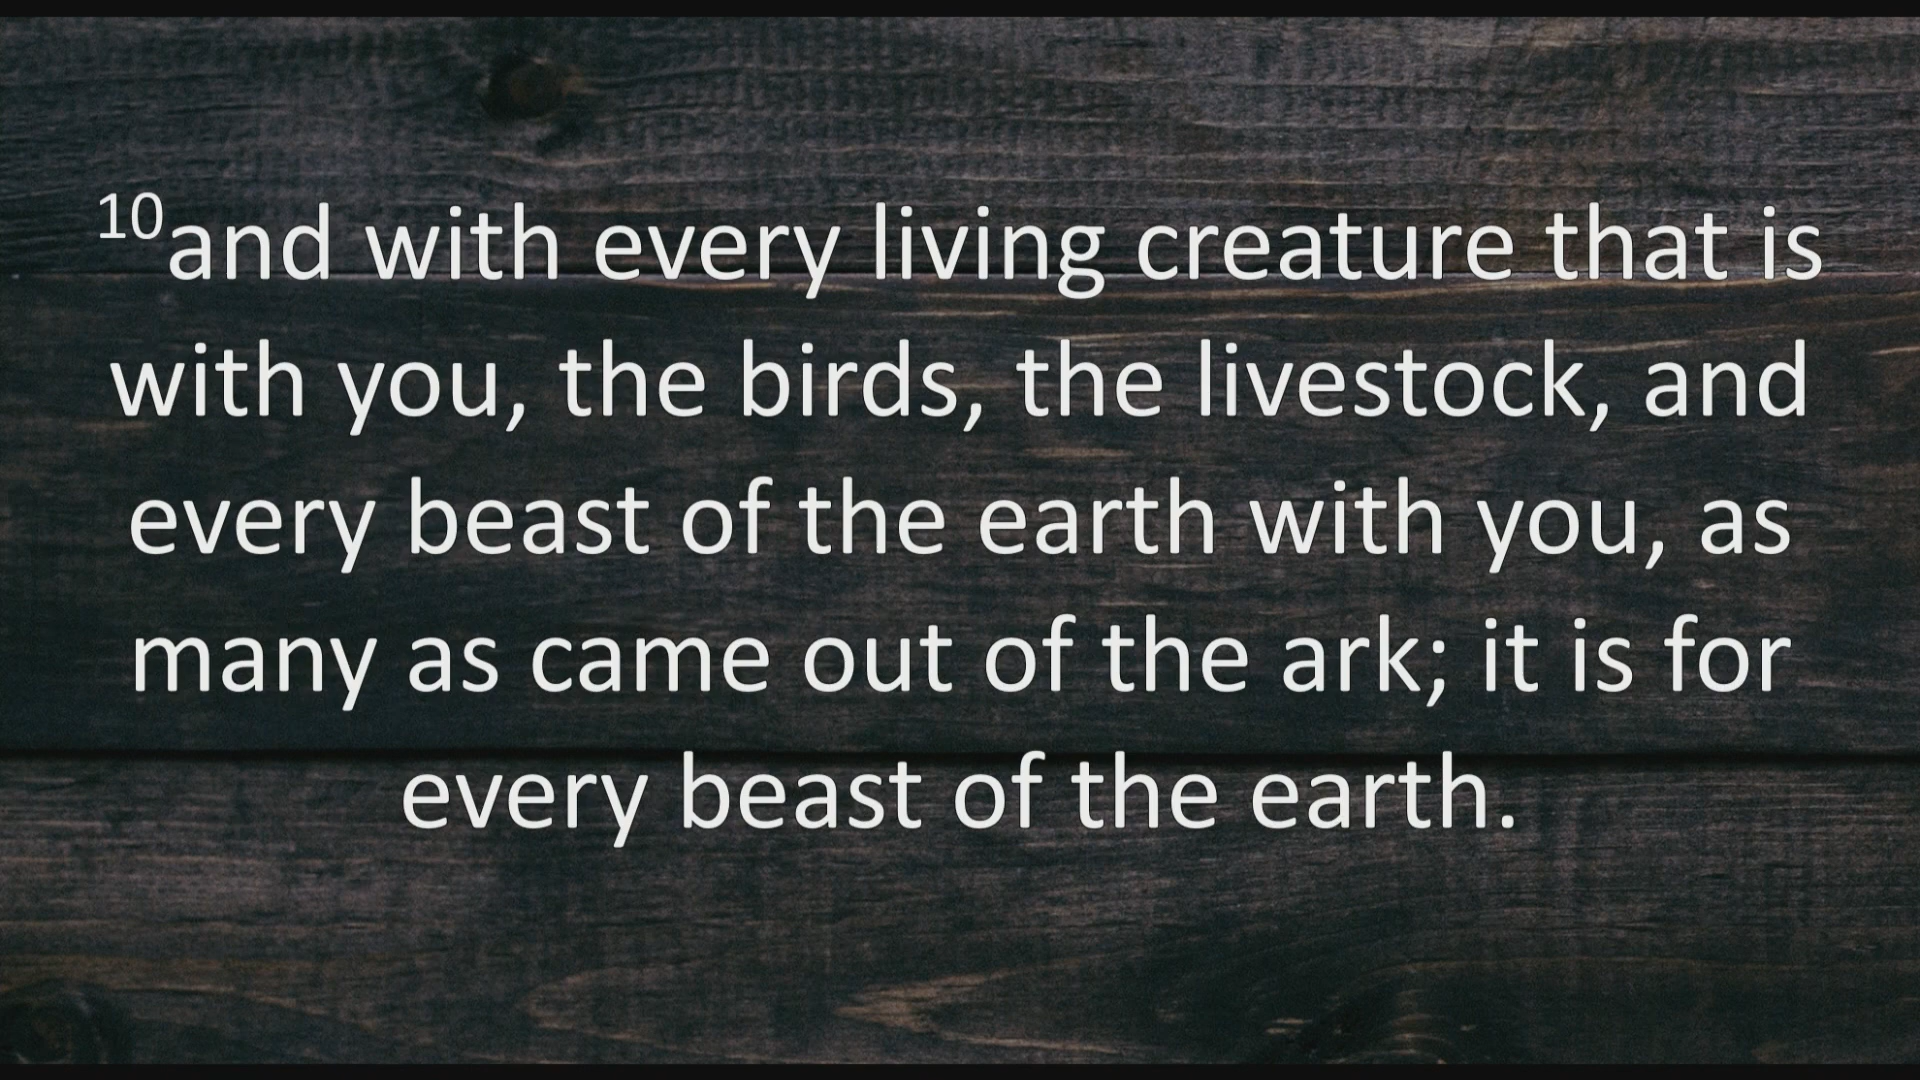 10and with every living creature that is
with you, the birds, the livestock, and
every beast of the earth with you, as
many as came out of the ark; it is for
every beast of the earth.